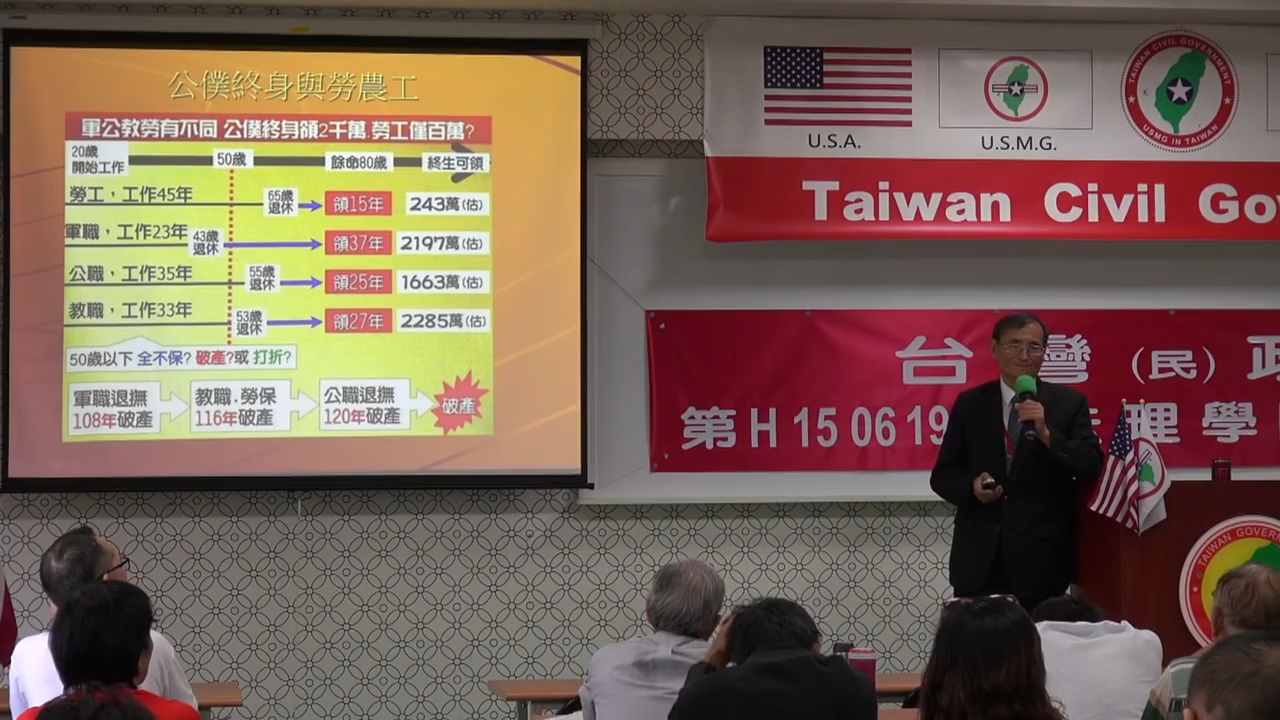 公僕終身與勞農工
軍公教勞有不同 公僕終身領2千萬.勞工僅百萬?
20歲
開始工作
50歲
餘命80歲
終生可領
勞工，工作45年
65歲
退休
領15年
243萬(估)
軍職，工作23年
43歲
退休
領37年
2197萬(估)
公職，工作35年
55歲
退休
領25年
1663萬(估)
教職，工作33年
53歲
退休
領27年
2285萬(估)
50歲以下 全不保? 破產?或 打折?
軍職退撫
108年破產
教職.勞保
116年破產
公職退撫
120年破產
破產
U.S.A.
U.S.M.G.
TAIWAN CIVIL GOVERNMENT
USMG IN TAIWAN
Taiwan Civil Go
台灣（民）政
第H 15 06 19
理學
TAIWAN GOVERN